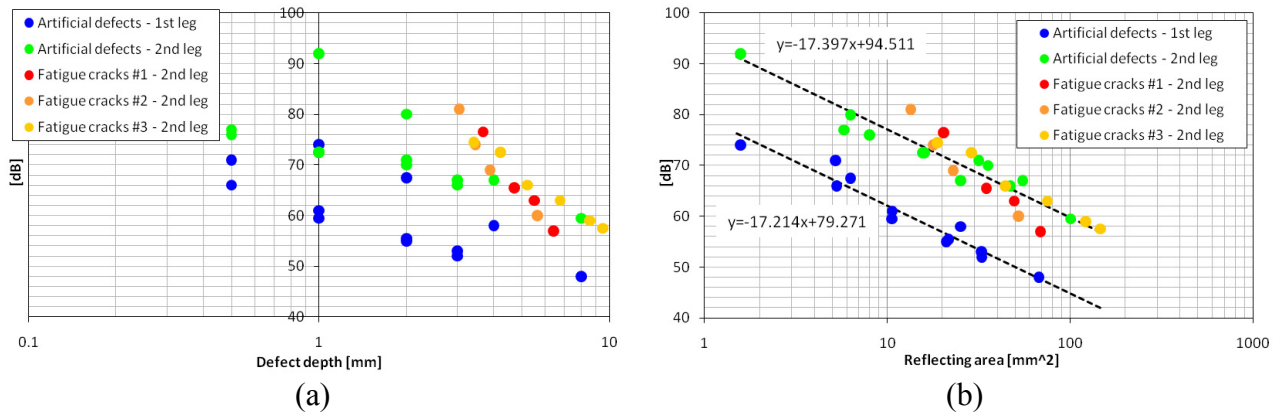 100
90
80
70
60
50
40
[dB]
0.1
1
10
Defect depth [mm]
Artificial defects - 1st leg
Artificial defects - 2nd leg
Fatigue cracks #1 - 2nd leg
Fatigue cracks #2 - 2nd leg
Fatigue cracks #3 - 2nd leg
(a)
100
90
80
70
60
50
40
[dB]
1
10
100
1000
Reflecting area [mm^2]
y=-17.397x+94.511
y=-17.214x+79.271
Artificial defects - 1st leg
Artificial defects - 2nd leg
Fatigue cracks #1 - 2nd leg
Fatigue cracks #2 - 2nd leg
Fatigue cracks #3 - 2nd leg
(b)